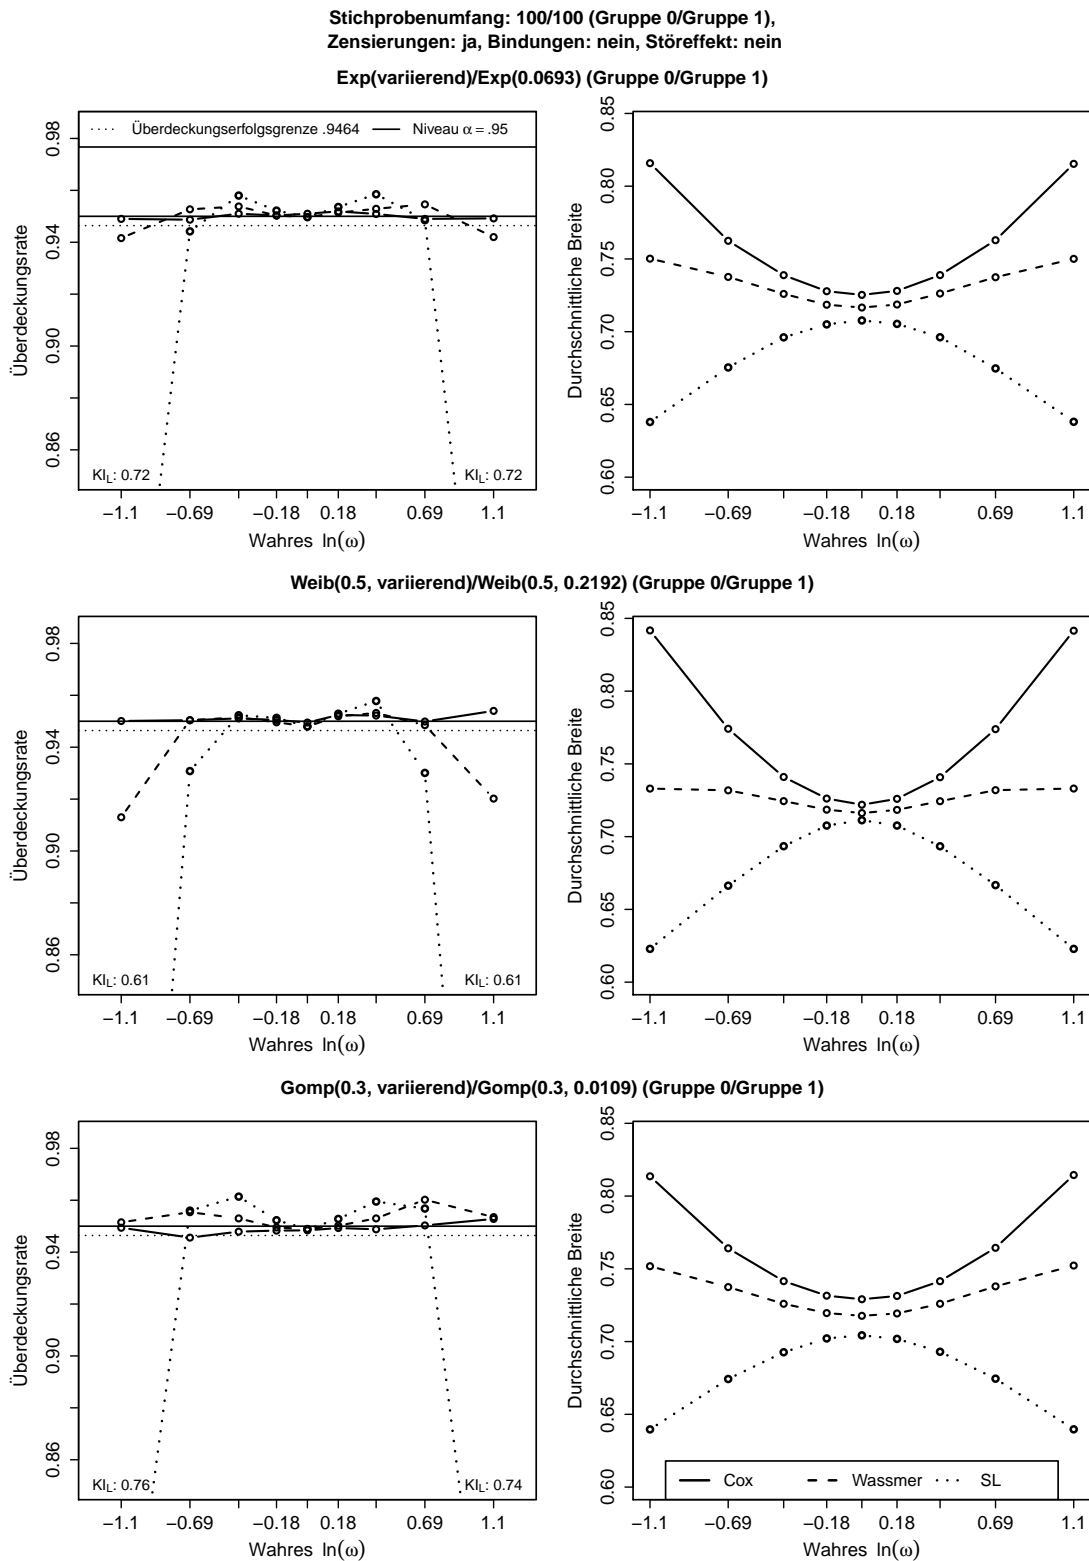 Stichprobenumfang: 100/100 (Gruppe 0/Gruppe 1),
Zensierungen: ja, Bindungen: nein, Störeffekt: nein
Exp(variierend)/Exp(0.0693) (Gruppe 0/Gruppe 1)
Überdeckungsrate
0.98
0.94
0.90
0.86
Überdeckungserfolgsgrenze .9464
Niveau α = .95
KI_L: 0.72
KI_L: 0.72
−1.1 −0.69 −0.18 0.18 0.69 1.1
Wahres ln(ω)
Durchschnittliche Breite
0.85
0.80
0.75
0.70
0.65
0.60
−1.1 −0.69 −0.18 0.18 0.69 1.1
Wahres ln(ω)
Weib(0.5, variierend)/Weib(0.5, 0.2192) (Gruppe 0/Gruppe 1)
Überdeckungsrate
0.98
0.94
0.90
0.86
KI_L: 0.61
KI_L: 0.61
−1.1 −0.69 −0.18 0.18 0.69 1.1
Wahres ln(ω)
Durchschnittliche Breite
0.85
0.80
0.75
0.70
0.65
0.60
−1.1 −0.69 −0.18 0.18 0.69 1.1
Wahres ln(ω)
Gomp(0.3, variierend)/Gomp(0.3, 0.0109) (Gruppe 0/Gruppe 1)
Überdeckungsrate
0.98
0.94
0.90
0.86
KI_L: 0.76
KI_L: 0.74
−1.1 −0.69 −0.18 0.18 0.69 1.1
Wahres ln(ω)
Durchschnittliche Breite
0.85
0.80
0.75
0.70
0.65
0.60
Cox Wassmer SL
−1.1 −0.69 −0.18 0.18 0.69 1.1
Wahres ln(ω)